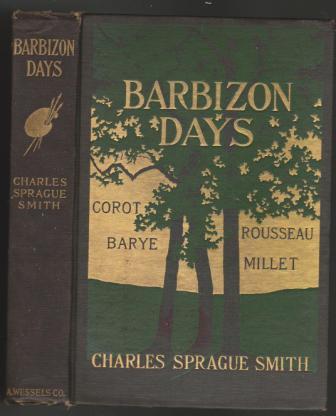 BARBIZON
DAYS
CHARLES
SPRAGUE
SMITH
A.WESSELS.CO.
BARBIZON
DAYS
COROT
BARYE
ROUSSEAU
MILLET
CHARLES SPRAGUE SMITH